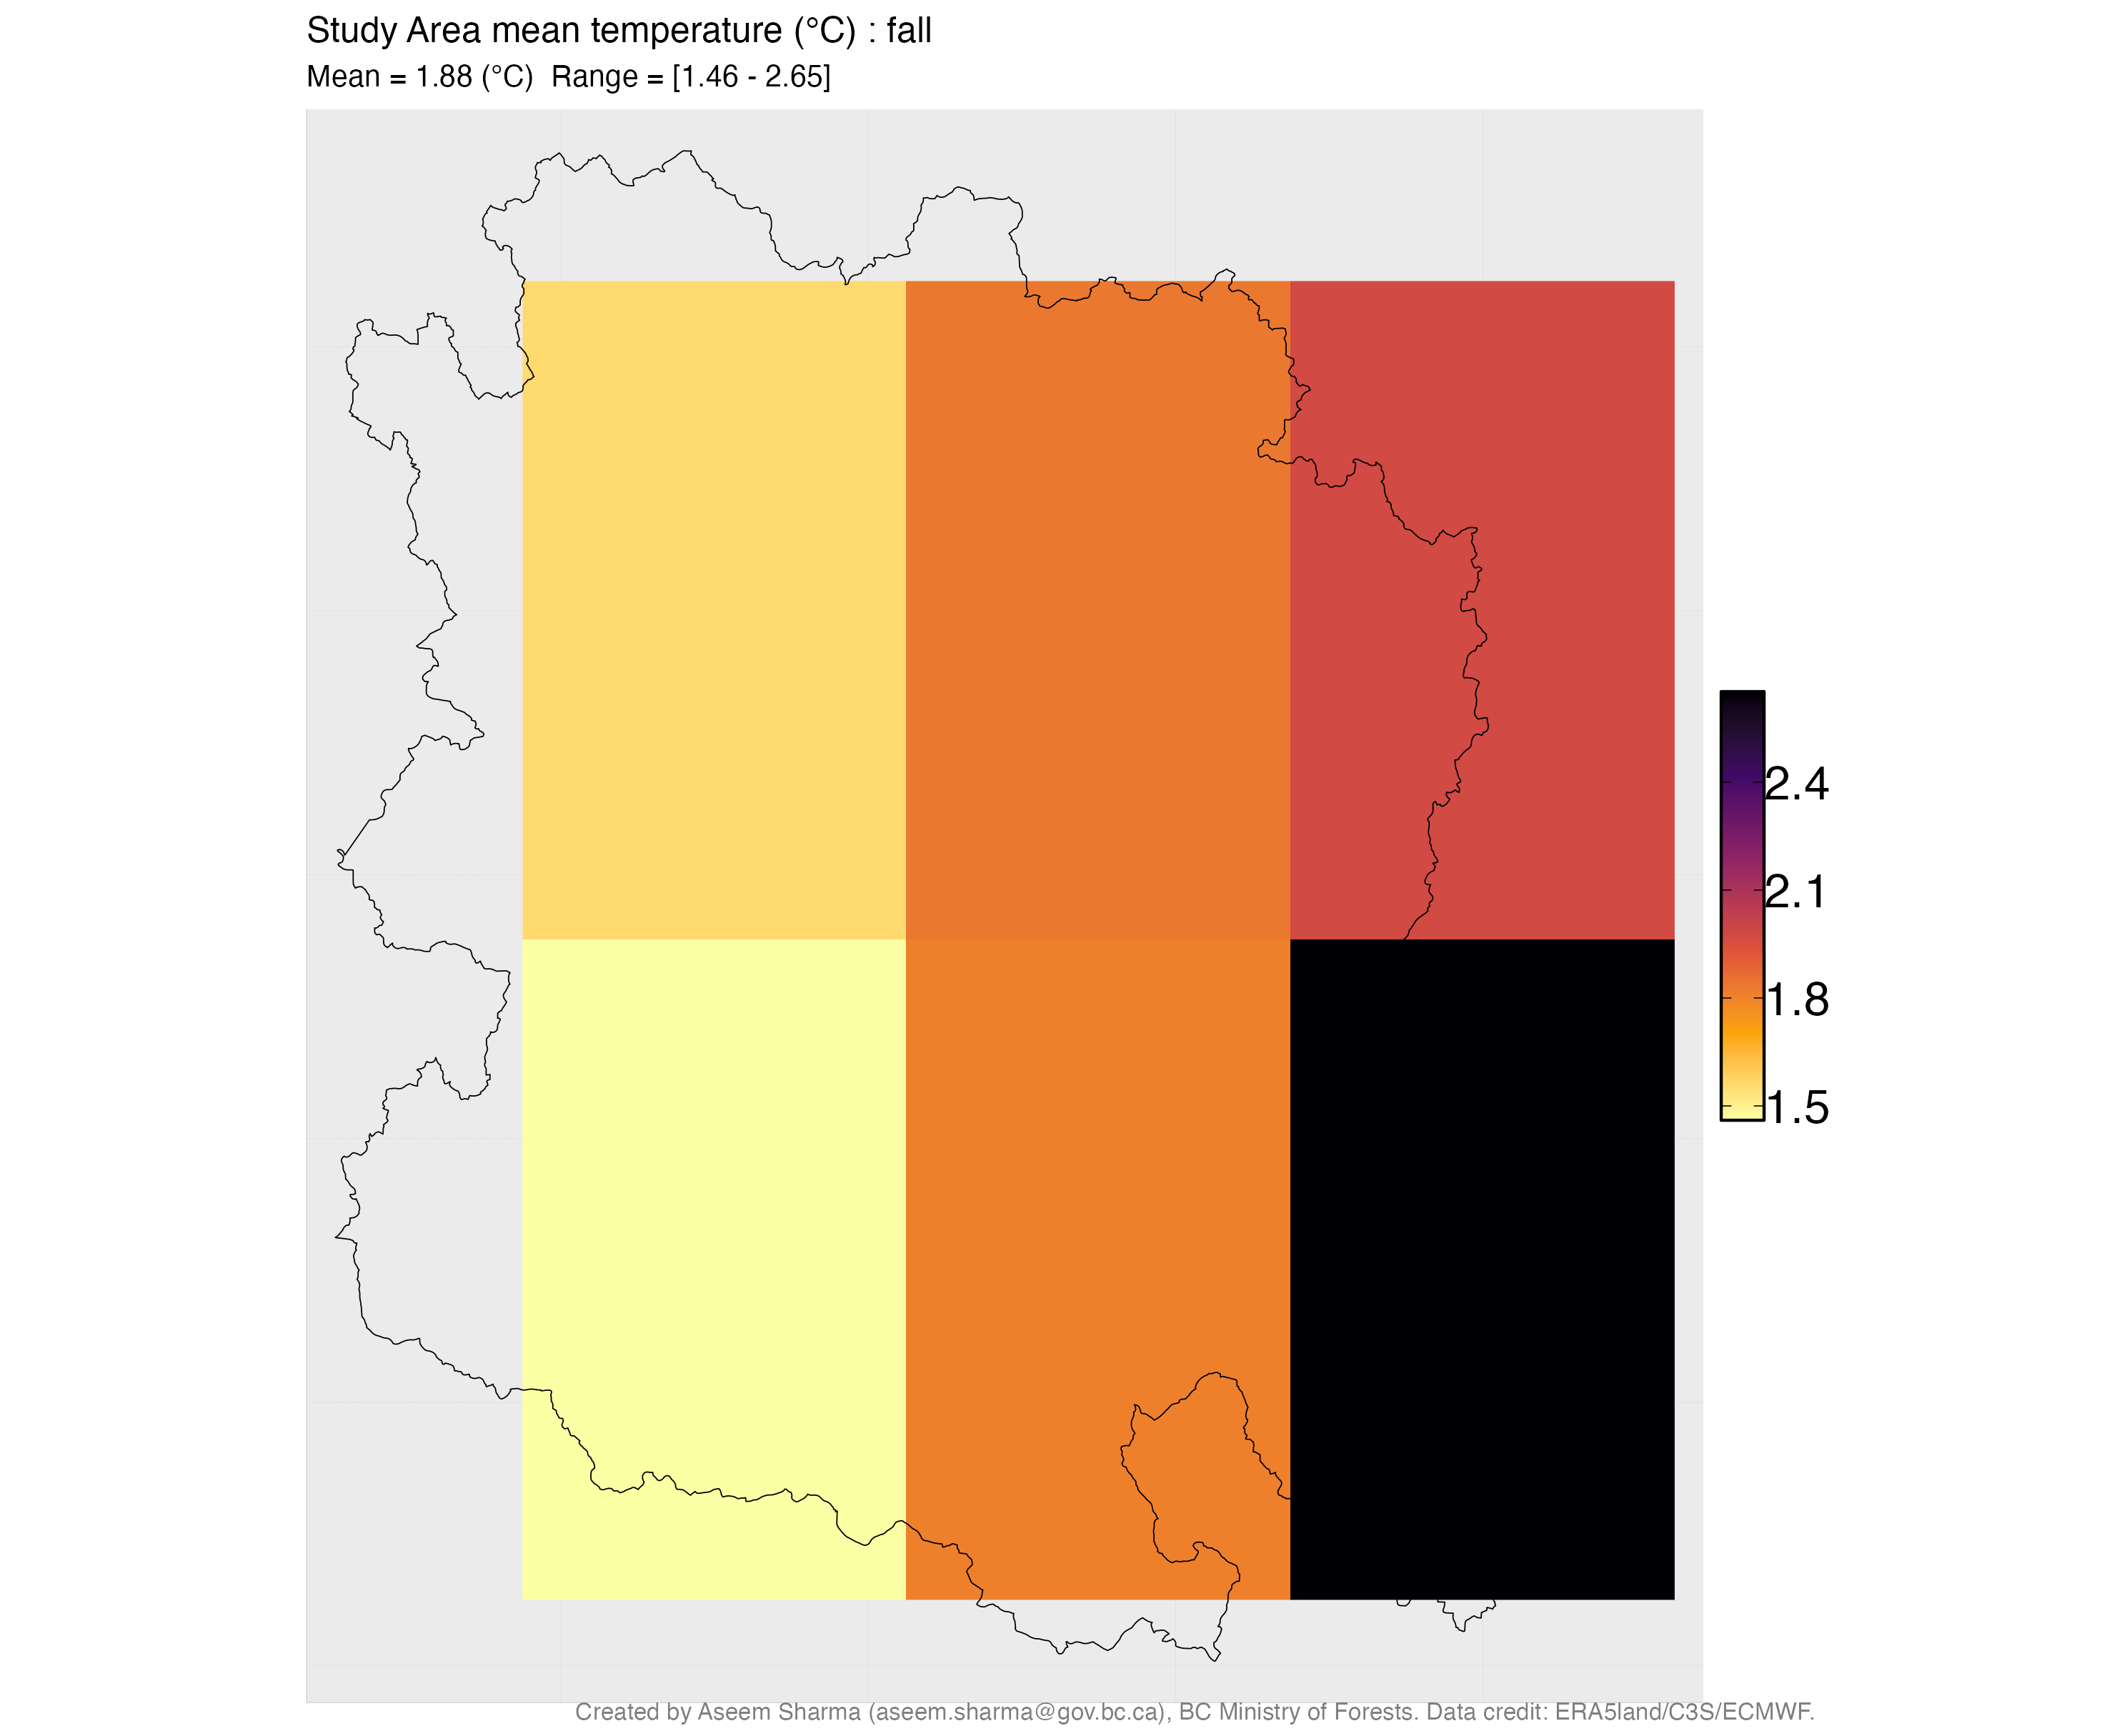 Study Area mean temperature (°C) : fall
Mean = 1.88 (°C)  Range = [1.46 - 2.65]
2.4
2.1
1.8
1.5
Created by Aseem Sharma (aseem.sharma@gov.bc.ca), BC Ministry of Forests. Data credit: ERA5land/C3S/ECMWF.